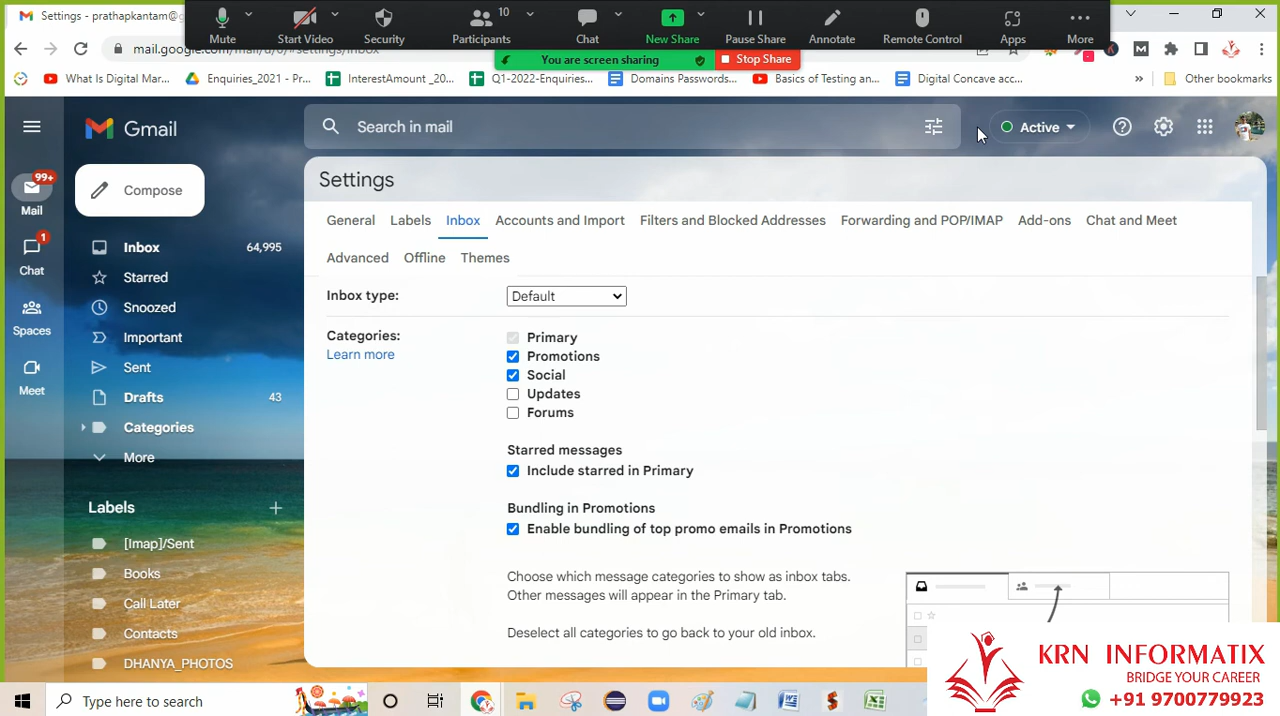 Settings - prathapkantam@g
Mute
Start Video
Security
10
Participants
Chat
New Share
Pause Share
Annotate
Remote Control
Apps
More
You are screen sharing
Stop Share
What Is Digital Mar...
Enquiries_2021 - Pr...
InterestAmount _20...
Q1-2022-Enquiries...
Domains Passwords...
Basics of Testing an...
Digital Concave acc...
»
Other bookmarks
Gmail
Search in mail
Active
Compose
99+
Mail
1
Chat
Spaces
Meet
Inbox 64,995
Starred
Snoozed
Important
Sent
Drafts 43
Categories
More
Labels
[Imap]/Sent
Books
Call Later
Contacts
DHANYA_PHOTOS
Settings
General Labels Inbox Accounts and Import Filters and Blocked Addresses Forwarding and POP/IMAP Add-ons Chat and Meet
Advanced Offline Themes
Inbox type: Default
Categories:
Learn more
Primary
Promotions
Social
Updates
Forums
Starred messages
Include starred in Primary
Bundling in Promotions
Enable bundling of top promo emails in Promotions
Choose which message categories to show as inbox tabs.
Other messages will appear in the Primary tab.
Deselect all categories to go back to your old inbox.
KRN INFORMATIX
BRIDGE YOUR CAREER
+91 9700779923
Type here to search